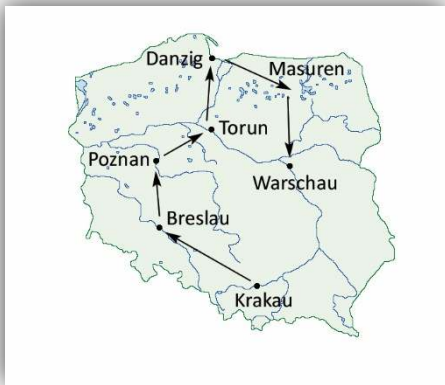 Danzig
Masuren
Torun
Poznan
Warschau
Breslau
Krakau